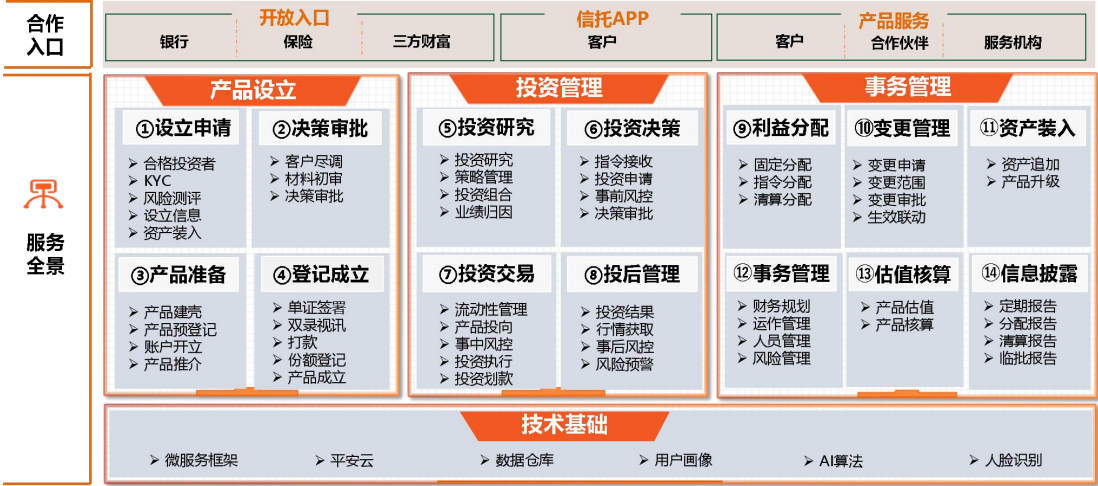 合作
入口
开放入口
银行
保险
三方财富
信托APP
客户
产品服务
客户
合作伙伴
服务机构
服务
全景
产品设立
①设立申请
➢ 合格投资者
➢ KYC
➢ 风险测评
➢ 设立信息
➢ 资产装入
②决策审批
➢ 客户尽调
➢ 材料初审
➢ 决策审批
③产品准备
➢ 产品建壳
➢ 产品预登记
➢ 账户开立
➢ 产品推介
④登记成立
➢ 单证签署
➢ 双录视讯
➢ 打款
➢ 份额登记
➢ 产品成立
投资管理
⑤投资研究
➢ 投资研究
➢ 策略管理
➢ 投资组合
➢ 业绩归因
⑥投资决策
➢ 指令接收
➢ 投资申请
➢ 事前风控
➢ 决策审批
⑦投资交易
➢ 流动性管理
➢ 产品投向
➢ 事中风控
➢ 投资执行
➢ 投资划款
⑧投后管理
➢ 投资结果
➢ 行情获取
➢ 事后风控
➢ 风险预警
事务管理
⑨利益分配
➢ 固定分配
➢ 指令分配
➢ 清算分配
⑩变更管理
➢ 变更申请
➢ 变更范围
➢ 变更审批
➢ 生效联动
⑪资产装入
➢ 资产追加
➢ 产品升级
⑫事务管理
➢ 财务规划
➢ 运作管理
➢ 人员管理
➢ 风险管理
⑬估值核算
➢ 产品估值
➢ 产品核算
⑭信息披露
➢ 定期报告
➢ 分配报告
➢ 清算报告
➢ 临批报告
技术基础
➢ 微服务框架
➢ 平安云
➢ 数据仓库
➢ 用户画像
➢ AI算法
➢ 人脸识别